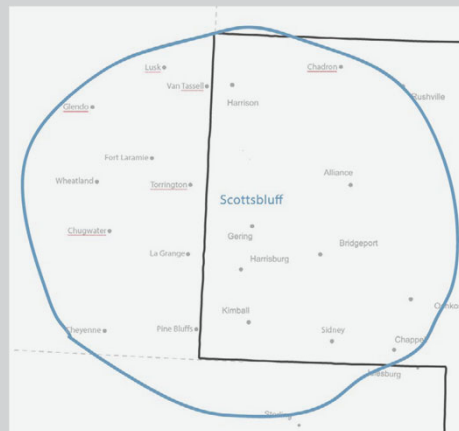 Lusk
Chadron
Van Tassell
Harrison
Rushville
Glendo
Fort Laramie
Wheatland
Torrington
Alliance
Scottsbluff
Chugwater
Gering
Bridgeport
La Grange
Harrisburg
Kimball
Cheyenne
Pine Bluffs
Sidney